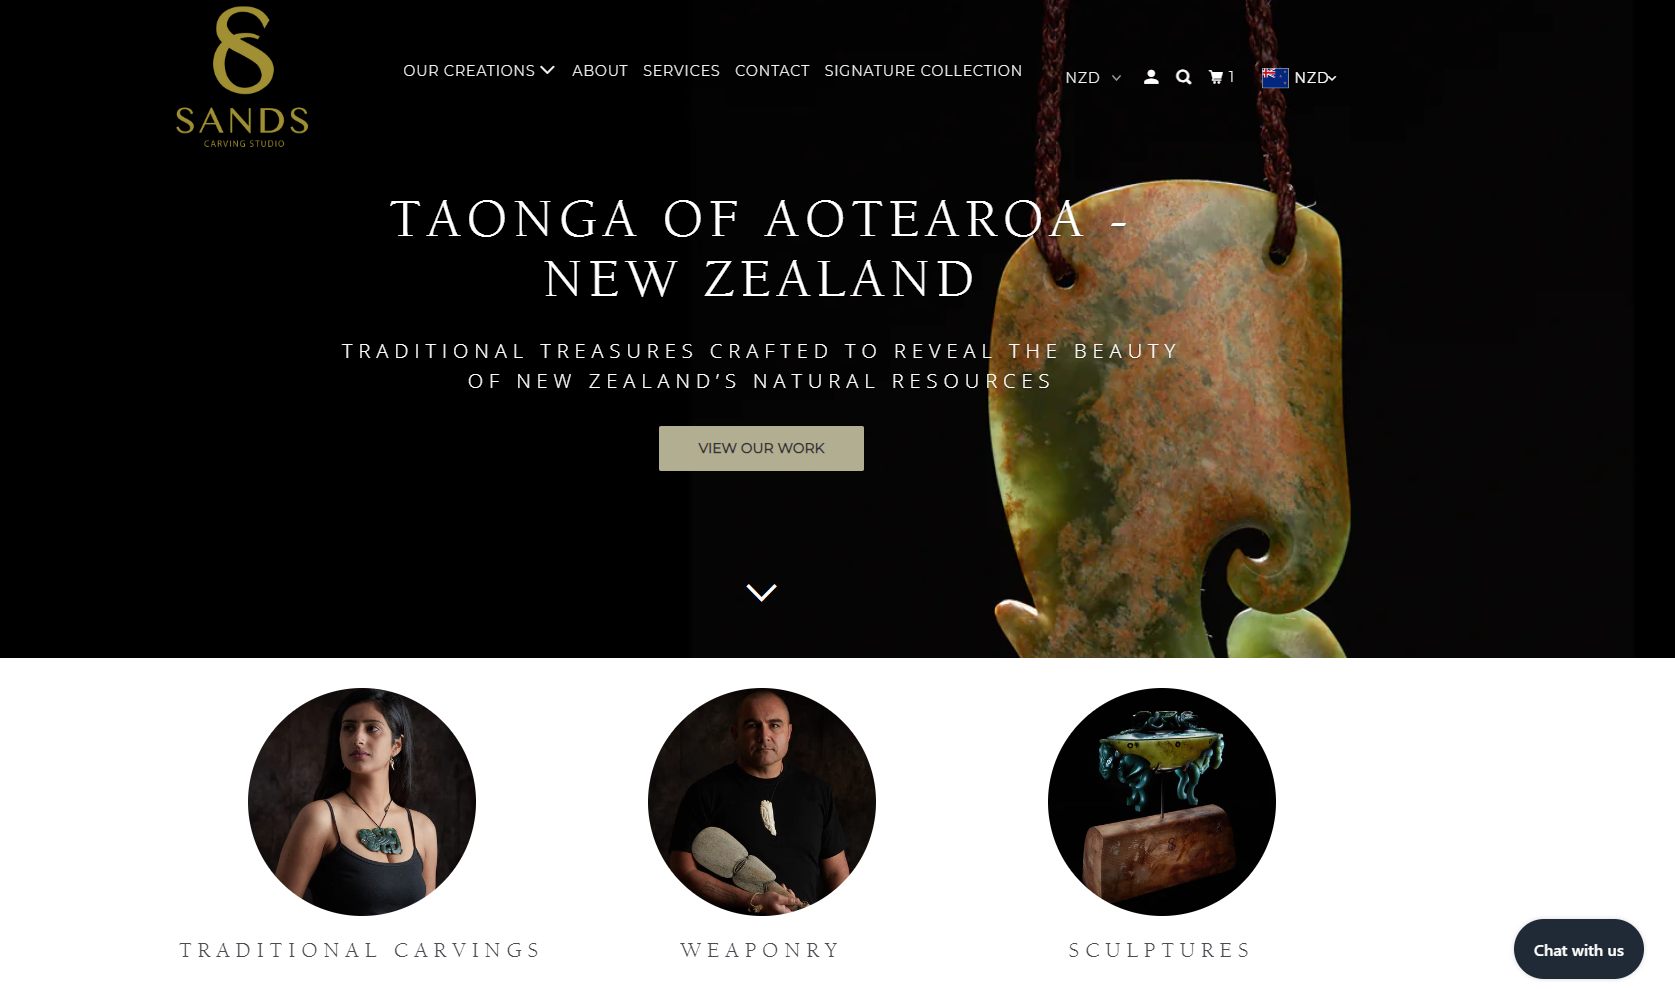 SANDS
CARVING STUDIO
OUR CREATIONS ABOUT SERVICES CONTACT SIGNATURE COLLECTION
NZD 1 NZD
TAONGA OF AOTEAROA -
NEW ZEALAND
TRADITIONAL TREASURES CRAFTED TO REVEAL THE BEAUTY
OF NEW ZEALAND’S NATURAL RESOURCES
VIEW OUR WORK
TRADITIONAL CARVINGS
WEAPONRY
SCULPTURES
Chat with us